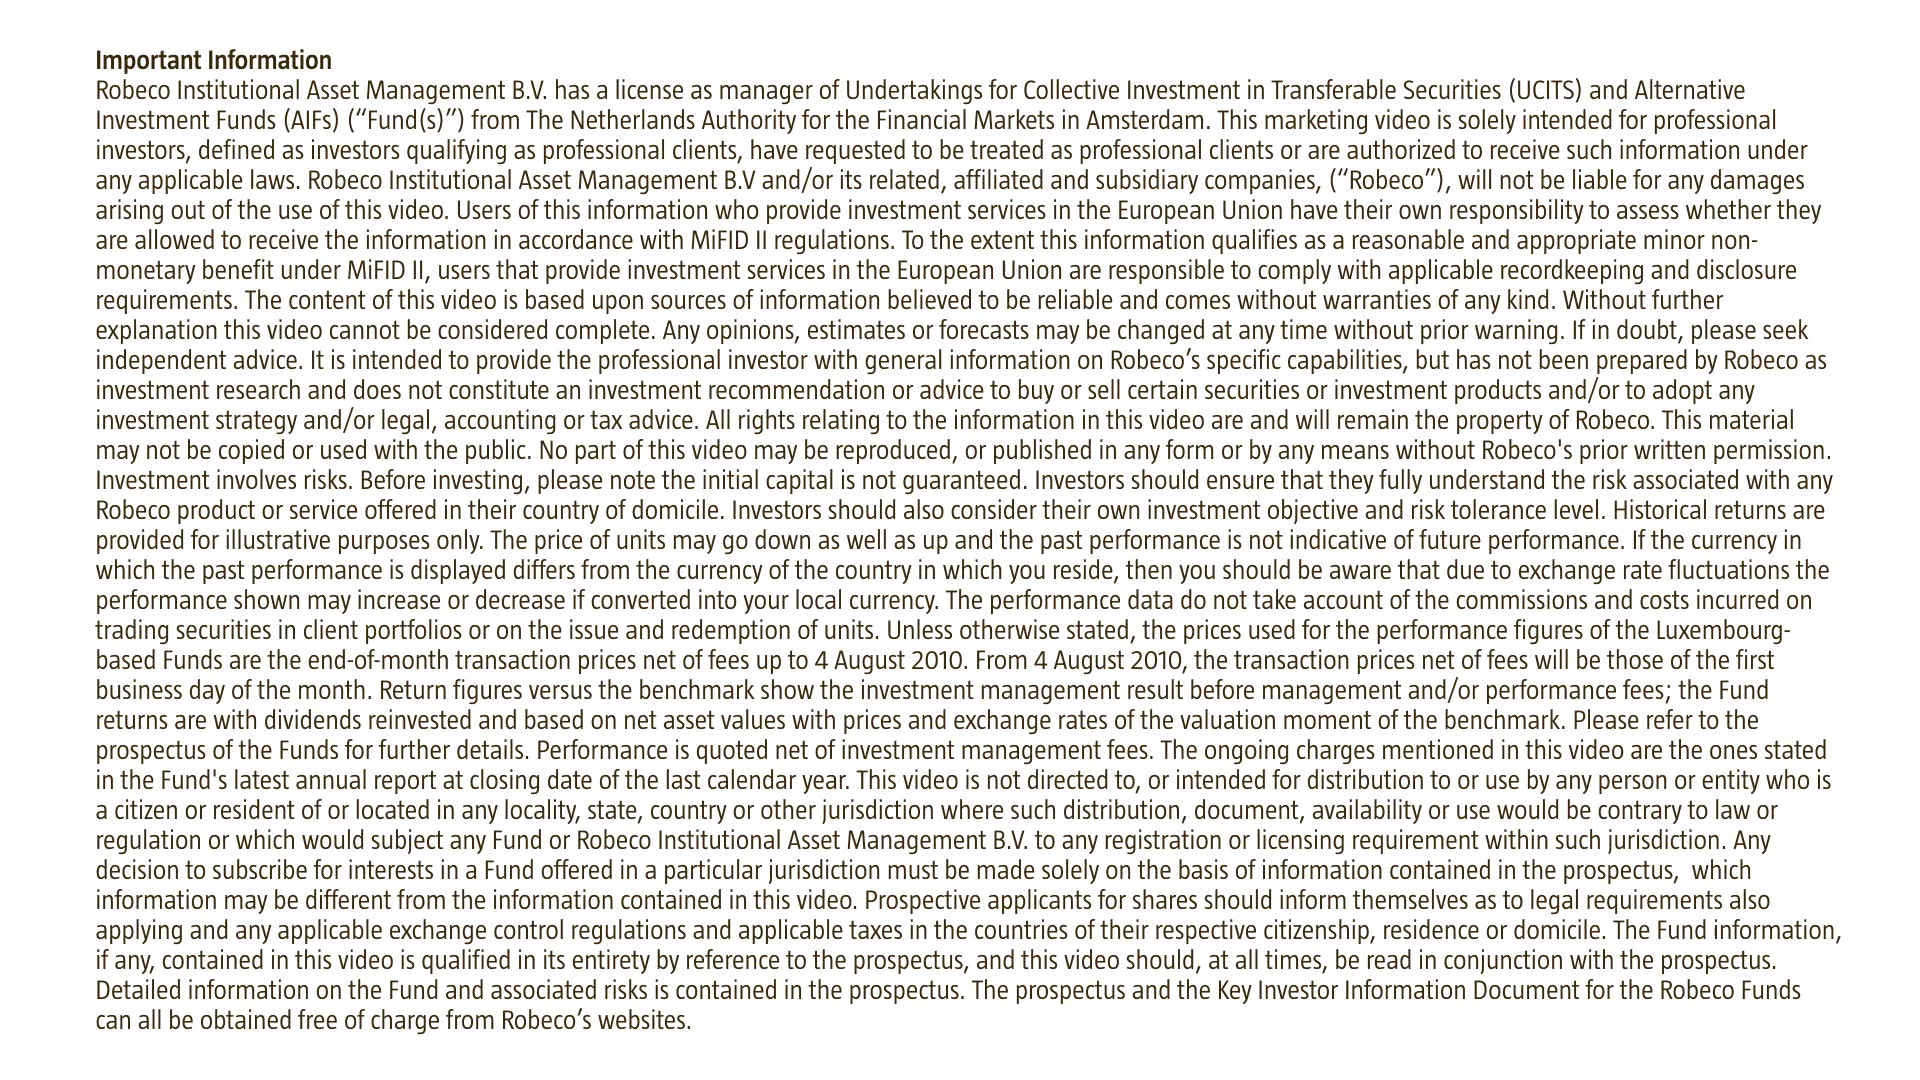 Important Information
Robeco Institutional Asset Management B.V. has a license as manager of Undertakings for Collective Investment in Transferable Securities (UCITS) and Alternative
Investment Funds (AIFs) (“Fund(s)”) from The Netherlands Authority for the Financial Markets in Amsterdam. This marketing video is solely intended for professional
investors, defined as investors qualifying as professional clients, have requested to be treated as professional clients or are authorized to receive such information under
any applicable laws. Robeco Institutional Asset Management B.V and/or its related, affiliated and subsidiary companies, (“Robeco”), will not be liable for any damages
arising out of the use of this video. Users of this information who provide investment services in the European Union have their own responsibility to assess whether they
are allowed to receive the information in accordance with MiFID II regulations. To the extent this information qualifies as a reasonable and appropriate minor non-
monetary benefit under MiFID II, users that provide investment services in the European Union are responsible to comply with applicable recordkeeping and disclosure
requirements. The content of this video is based upon sources of information believed to be reliable and comes without warranties of any kind. Without further
explanation this video cannot be considered complete. Any opinions, estimates or forecasts may be changed at any time without prior warning. If in doubt, please seek
independent advice. It is intended to provide the professional investor with general information on Robeco’s specific capabilities, but has not been prepared by Robeco as
investment research and does not constitute an investment recommendation or advice to buy or sell certain securities or investment products and/or to adopt any
investment strategy and/or legal, accounting or tax advice. All rights relating to the information in this video are and will remain the property of Robeco. This material
may not be copied or used with the public. No part of this video may be reproduced, or published in any form or by any means without Robeco's prior written permission.
Investment involves risks. Before investing, please note the initial capital is not guaranteed. Investors should ensure that they fully understand the risk associated with any
Robeco product or service offered in their country of domicile. Investors should also consider their own investment objective and risk tolerance level. Historical returns are
provided for illustrative purposes only. The price of units may go down as well as up and the past performance is not indicative of future performance. If the currency in
which the past performance is displayed differs from the currency of the country in which you reside, then you should be aware that due to exchange rate fluctuations the
performance shown may increase or decrease if converted into your local currency. The performance data do not take account of the commissions and costs incurred on
trading securities in client portfolios or on the issue and redemption of units. Unless otherwise stated, the prices used for the performance figures of the Luxembourg-
based Funds are the end-of-month transaction prices net of fees up to 4 August 2010. From 4 August 2010, the transaction prices net of fees will be those of the first
business day of the month. Return figures versus the benchmark show the investment management result before management and/or performance fees; the Fund
returns are with dividends reinvested and based on net asset values with prices and exchange rates of the valuation moment of the benchmark. Please refer to the
prospectus of the Funds for further details. Performance is quoted net of investment management fees. The ongoing charges mentioned in this video are the ones stated
in the Fund's latest annual report at closing date of the last calendar year. This video is not directed to, or intended for distribution to or use by any person or entity who is
a citizen or resident of or located in any locality, state, country or other jurisdiction where such distribution, document, availability or use would be contrary to law or
regulation or which would subject any Fund or Robeco Institutional Asset Management B.V. to any registration or licensing requirement within such jurisdiction. Any
decision to subscribe for interests in a Fund offered in a particular jurisdiction must be made solely on the basis of information contained in the prospectus,  which
information may be different from the information contained in this video. Prospective applicants for shares should inform themselves as to legal requirements also
applying and any applicable exchange control regulations and applicable taxes in the countries of their respective citizenship, residence or domicile. The Fund information,
if any, contained in this video is qualified in its entirety by reference to the prospectus, and this video should, at all times, be read in conjunction with the prospectus.
Detailed information on the Fund and associated risks is contained in the prospectus. The prospectus and the Key Investor Information Document for the Robeco Funds
can all be obtained free of charge from Robeco’s websites.